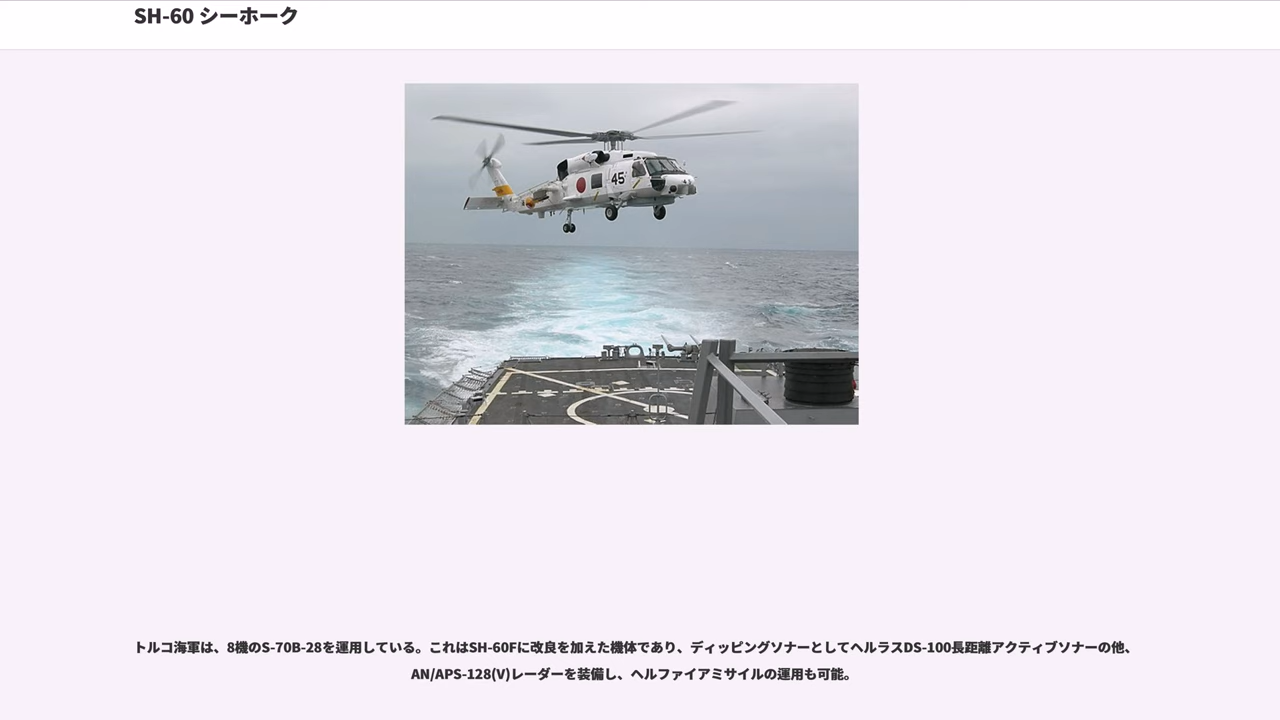 SH-60 シーホーク
45
トルコ海軍は、8機のS-70B-28を運用している。これはSH-60Fに改良を加えた機体であり、ディッピングソナーとしてヘルラスDS-100長距離アクティブソナーの他、
AN/APS-128(V)レーダーを装備し、ヘルファイアミサイルの運用も可能。